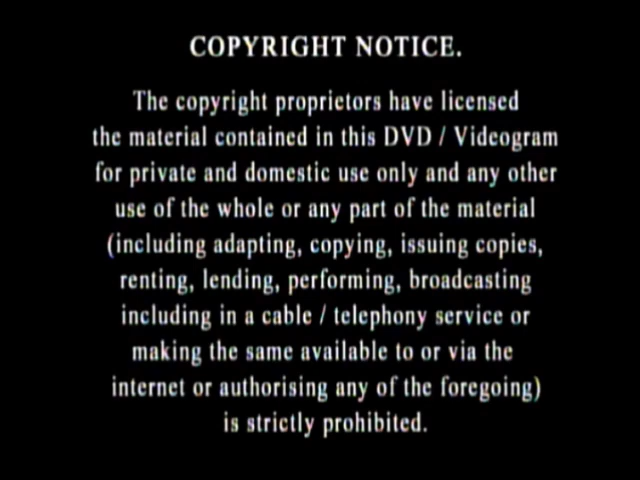 COPYRIGHT NOTICE.
The copyright proprietors have licensed
the material contained in this DVD / Videogram
for private and domestic use only and any other
use of the whole or any part of the material
(including adapting, copying, issuing copies,
renting, lending, performing, broadcasting
including in a cable / telephony service or
making the same available to or via the
internet or authorising any of the foregoing)
is strictly prohibited.